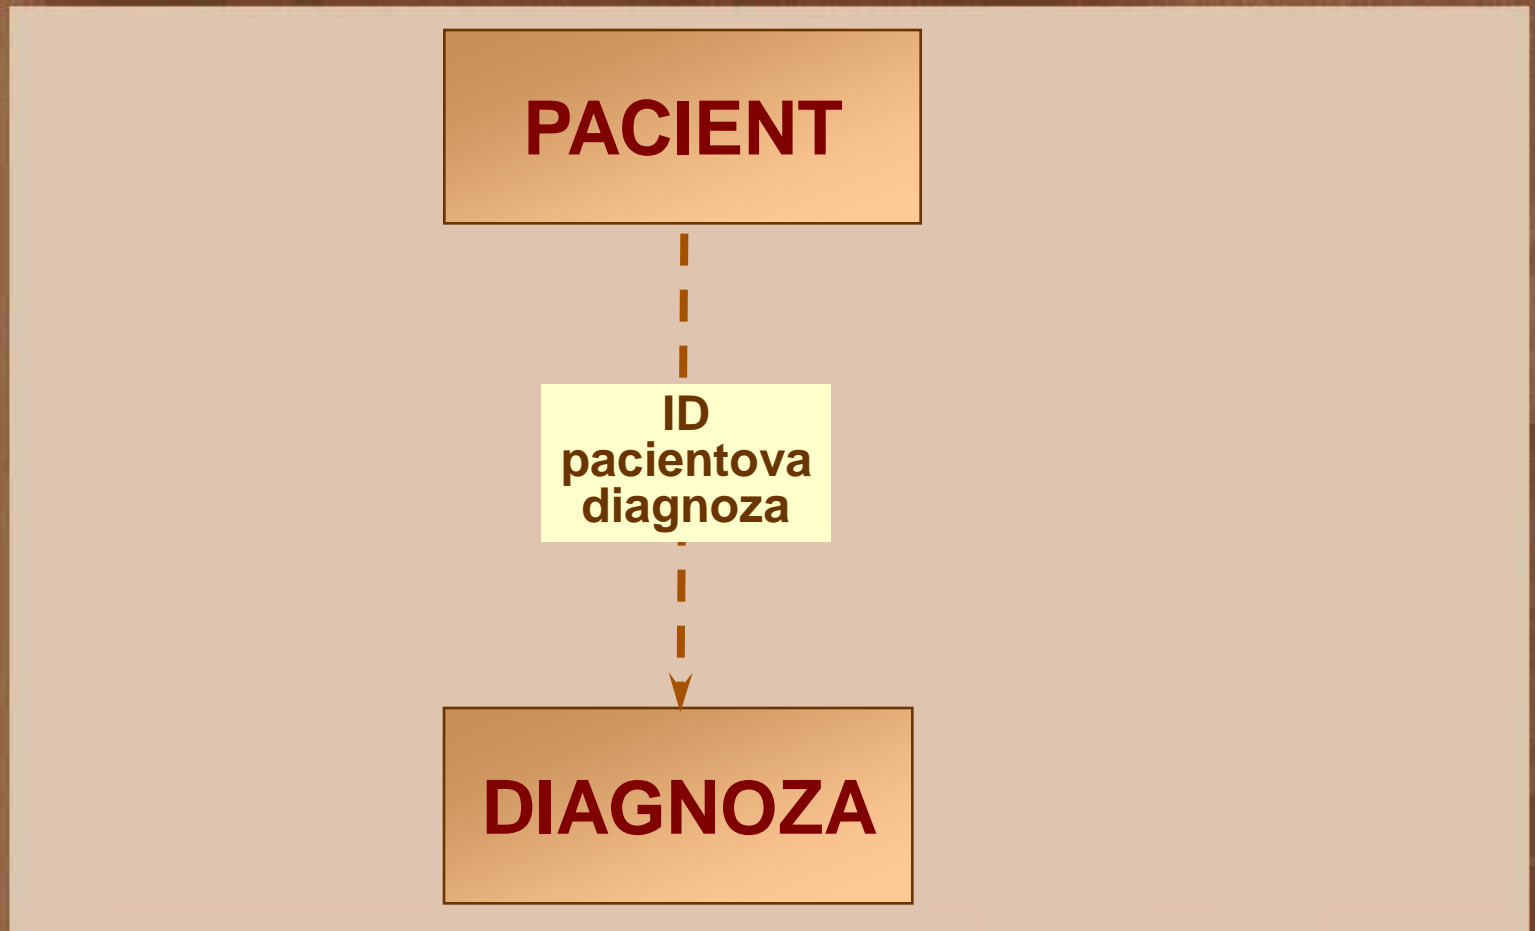 PACIENT
ID
pacientova
diagnoza
DIAGNOZA